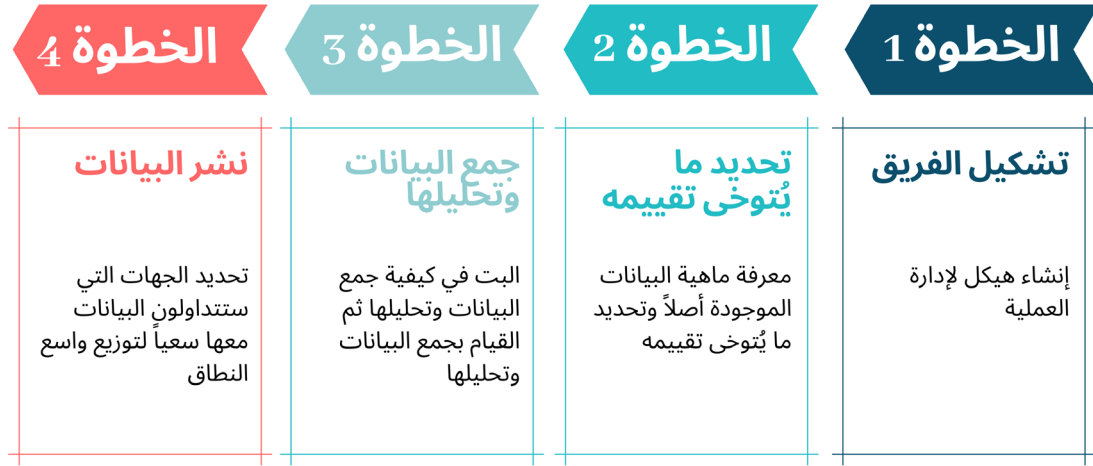 الخطوة 1
تشكيل الفريق
إنشاء هيكل لإدارة
العملية
الخطوة 2
تحديد ما
يُتوخى تقييمه
معرفة ماهية البيانات
الموجودة أصلاً وتحديد
ما يُتوخى تقييمه
الخطوة 3
جمع البيانات
وتحليلها
البت في كيفية جمع
البيانات وتحليلها ثم
القيام بجمع البيانات
وتحليلها
الخطوة 4
نشر البيانات
تحديد الجهات التي
ستتداولون البيانات
معها سعياً لتوزيع واسع
النطاق